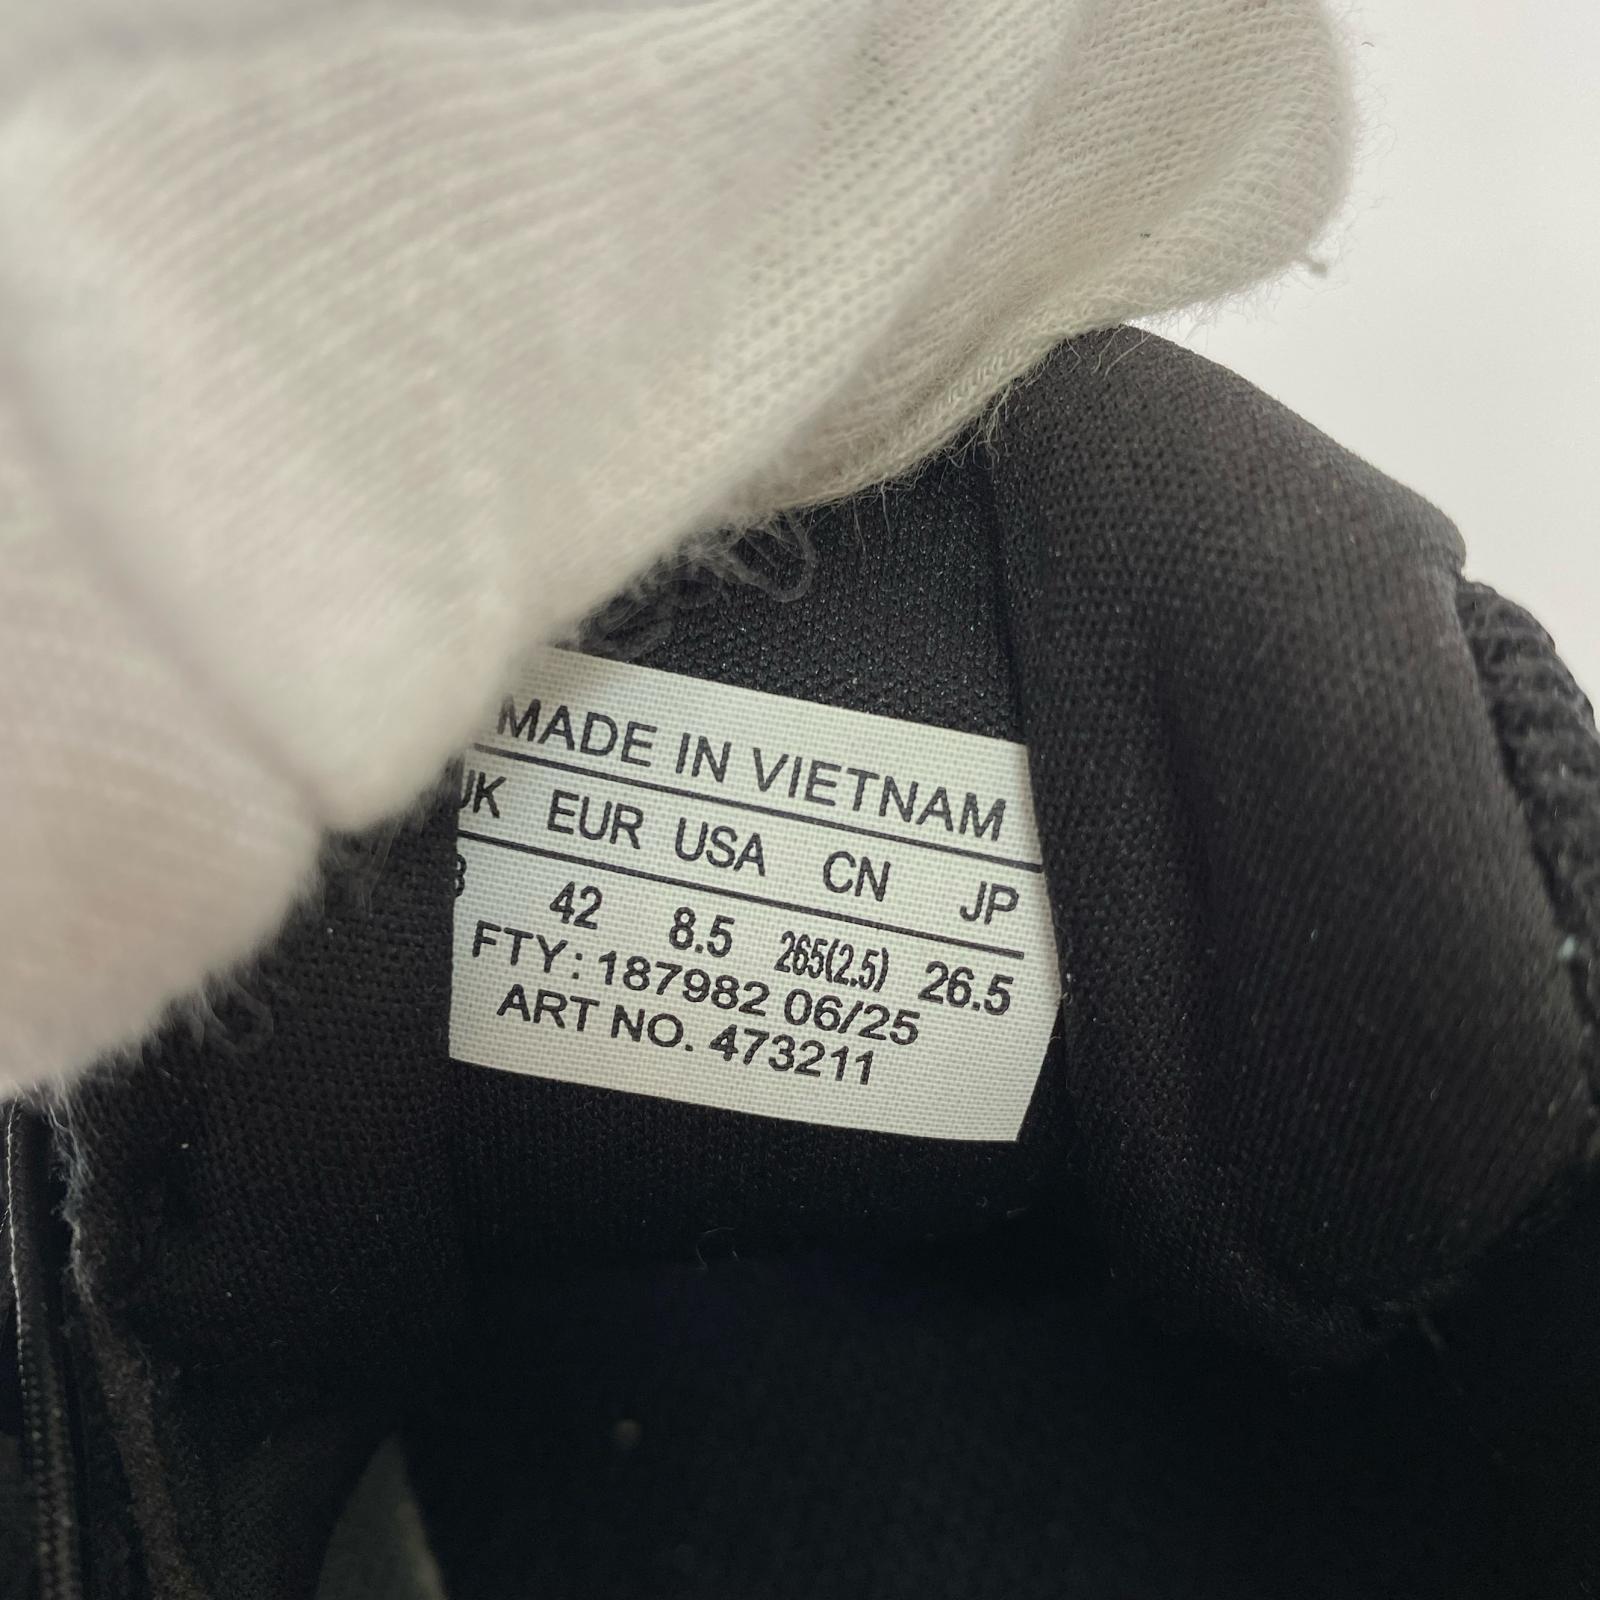 MADE IN VIETNAM
UK EUR USA CN JP
8 42 8.5 265(2.5) 26.5
FTY: 187982 06/25
ART NO. 473211